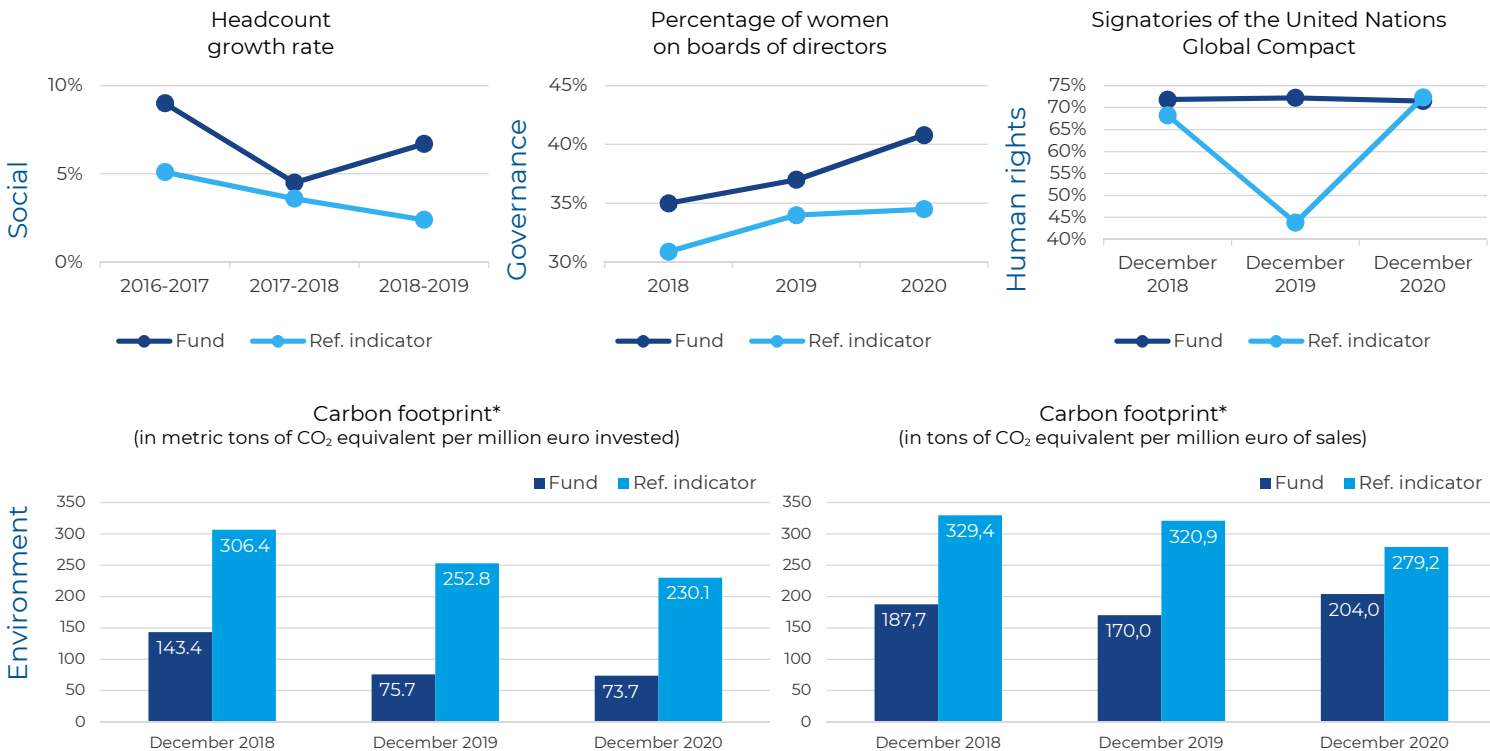 Headcount
growth rate
Social
10%
5%
0%
2016-2017 2017-2018 2018-2019
Fund Ref. indicator
Percentage of women
on boards of directors
Governance
45%
40%
35%
30%
2018 2019 2020
Fund Ref. indicator
Signatories of the United Nations
Global Compact
Human rights
75%
70%
65%
60%
55%
50%
45%
40%
December December December
2018 2019 2020
Fund Ref. indicator
Environment
Carbon footprint*
(in metric tons of CO₂ equivalent per million euro invested)
Fund Ref. indicator
350
300
250
200
150
100
50
0
143.4 306.4
75.7 252.8
73.7 230.1
December 2018 December 2019 December 2020
Carbon footprint*
(in tons of CO₂ equivalent per million euro of sales)
Fund Ref. indicator
350
300
250
200
150
100
50
0
187,7 329,4
170,0 320,9
204,0 279,2
December 2018 December 2019 December 2020